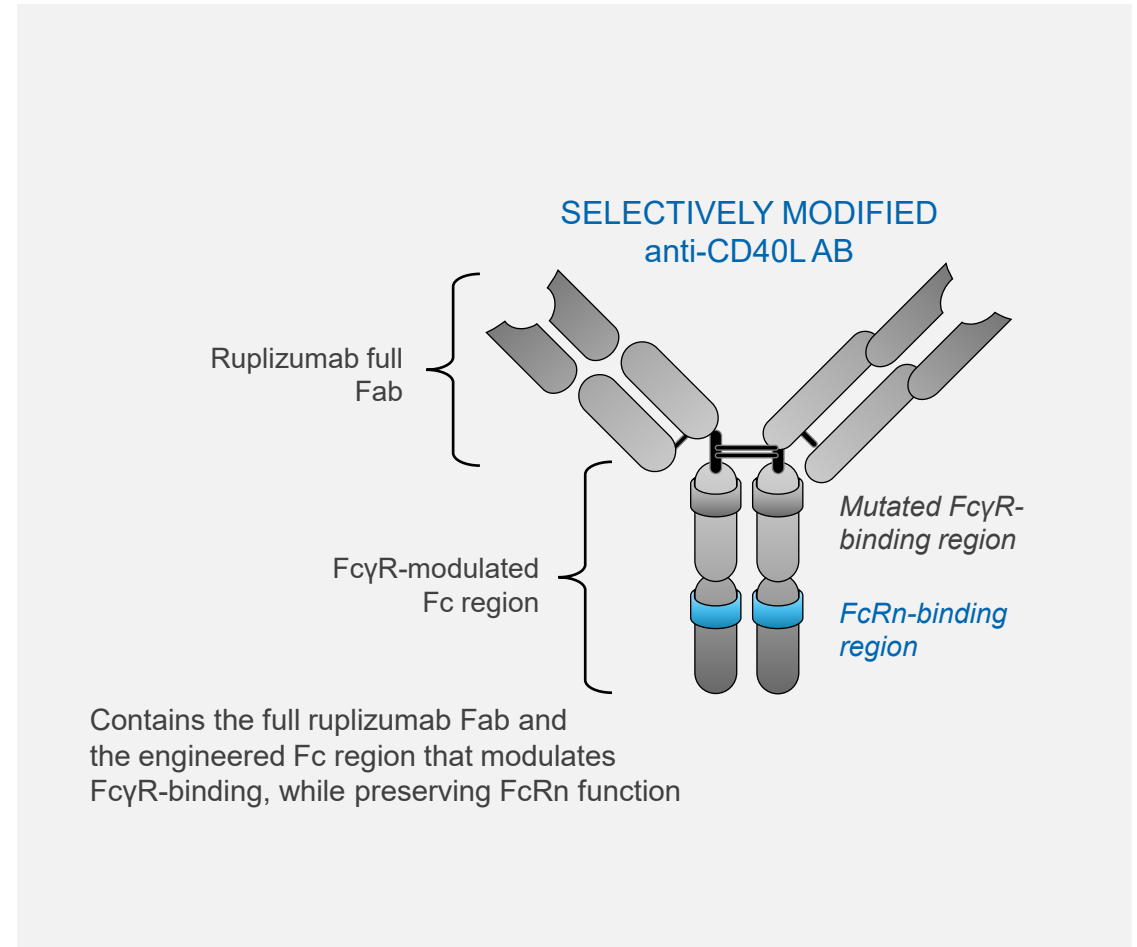 SELECTIVELY MODIFIED
anti-CD40L AB
Ruplizumab full
Fab
Mutated FcγR-
binding region
FcγR-modulated
Fc region
FcRn-binding
region
Contains the full ruplizumab Fab and
the engineered Fc region that modulates
FcγR-binding, while preserving FcRn function